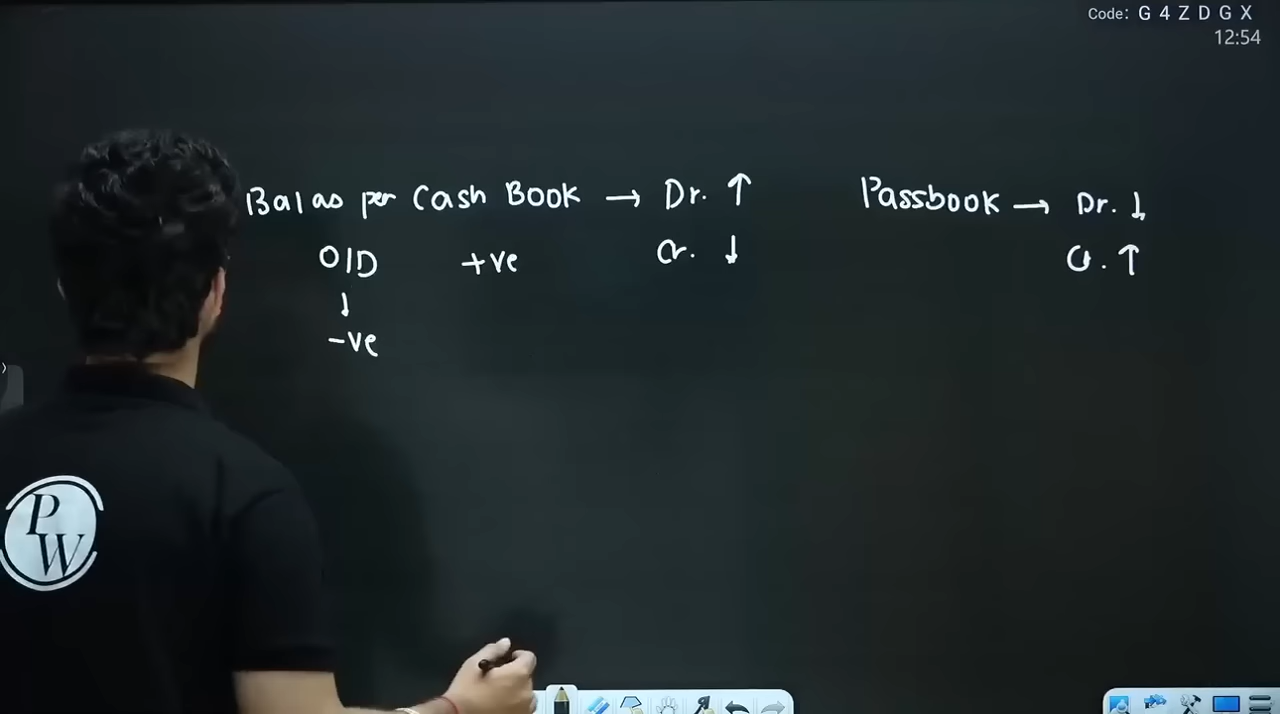 Code: G 4 Z D G X
12:54
Bal as per Cash Book → Dr. ↑
Cr. ↓
O/D +ve
↓
-ve
Passbook → Dr. ↓
Cr. ↑
PW